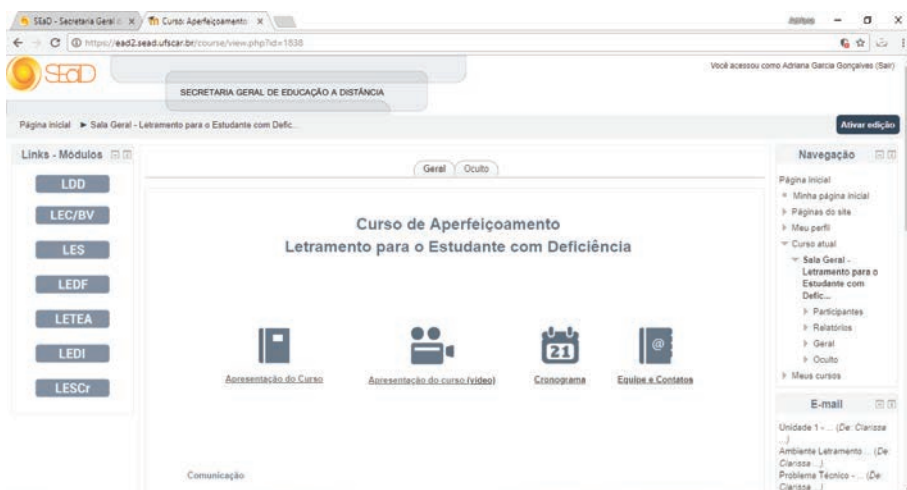 SEaD - Secretaria Geral
Curso: Aperfeiçoamento
https://ead2.sead.ufscar.br/course/view.php?id=1838
SEaD
SECRETARIA GERAL DE EDUCAÇÃO A DISTÂNCIA
Você acessou como Adriana Garcia Gonçalves (Sair)
Página inicial ► Sala Geral - Letramento para o Estudante com Defic...
Ativar edição
Links - Módulos
LDD
LEC/BV
LES
LEDF
LETEA
LEDI
LESCr
Geral
Oculto
Curso de Aperfeiçoamento
Letramento para o Estudante com Deficiência
21
@
Apresentação do Curso
Apresentação do curso (vídeo)
Cronograma
Equipe e Contatos
Comunicação
Navegação
Página inicial
Minha página inicial
Páginas do site
Meu perfil
Curso atual
Sala Geral -
Letramento para o
Estudante com
Defic...
Participantes
Relatórios
Geral
Oculto
Meus cursos
E-mail
Unidade 1 - ... (De: Clarissa
...)
Ambiente Letramento ... (De:
Clarissa ...)
Problema Técnico - ... (De:
Clarissa ...)